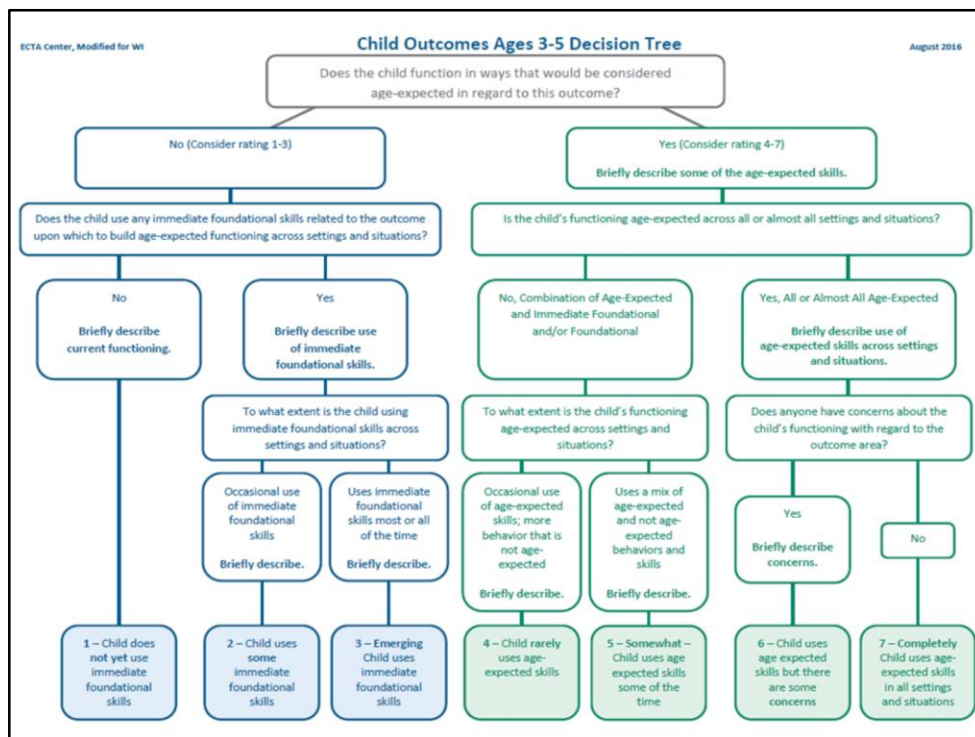 ECTA Center, Modified for WI
Child Outcomes Ages 3-5 Decision Tree
August 2016
Does the child function in ways that would be considered
age-expected in regard to this outcome?
No (Consider rating 1-3)
Yes (Consider rating 4-7)
Briefly describe some of the age-expected skills.
Does the child use any immediate foundational skills related to the outcome
upon which to build age-expected functioning across settings and situations?
Is the child's functioning age-expected across all or almost all settings and situations?
No
Briefly describe
current functioning.
Yes
Briefly describe use
of immediate
foundational skills.
No, Combination of Age-Expected
and Immediate Foundational
and/or Foundational
Yes, All or Almost All Age-Expected
Briefly describe use of
age-expected skills across settings
and situations.
To what extent is the child using
immediate foundational skills across
settings and situations?
To what extent is the child's functioning
age-expected across settings and
situations?
Does anyone have concerns about the
child's functioning with regard to the
outcome area?
Occasional use
of immediate
foundational
skills
Briefly describe.
Uses immediate
foundational
skills most or all
of the time
Briefly describe.
Occasional use
of age-expected
skills; more
behavior that is
not age-
expected
Briefly describe.
Uses a mix of
age-expected
and not age-
expected
behaviors and
skills
Briefly describe.
Yes
Briefly describe
concerns.
No
1 – Child does
not yet use
immediate
foundational
skills
2 – Child uses
some
immediate
foundational
skills
3 – Emerging
Child uses
immediate
foundational
skills
4 – Child rarely
uses age-
expected skills
5 – Somewhat –
Child uses age
expected skills
some of the
time
6 – Child uses
age expected
skills but there
are some
concerns
7 – Completely
Child uses age-
expected skills
in all settings
and situations